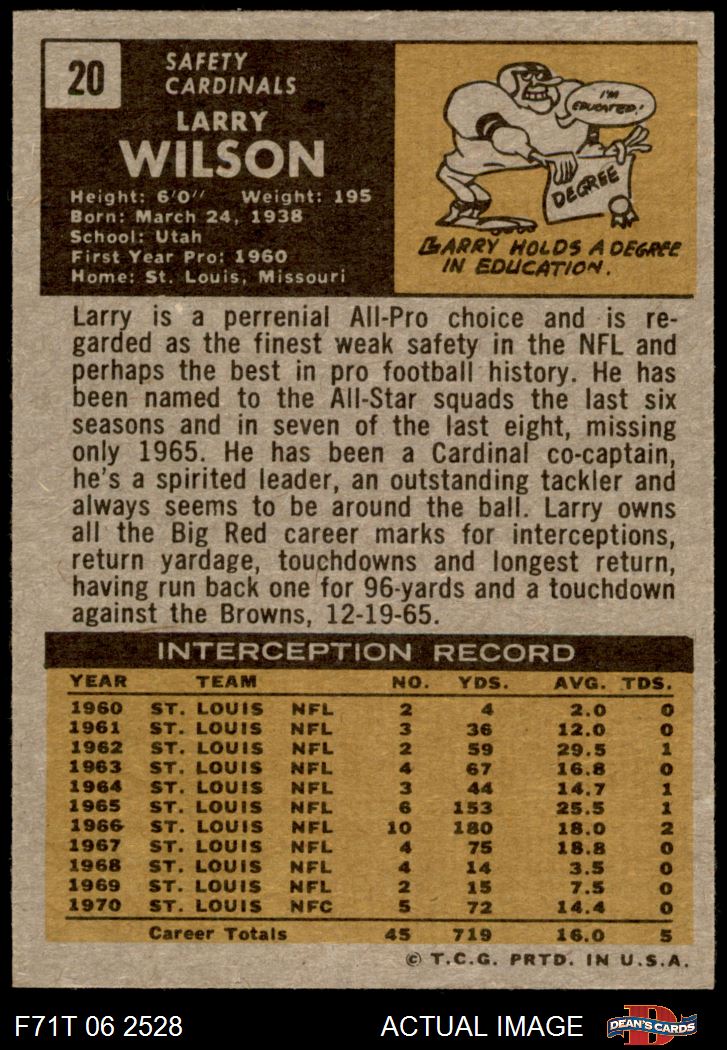 20
SAFETY
CARDINALS
LARRY
WILSON
Height: 6'0" Weight: 195
Born: March 24, 1938
School: Utah
First Year Pro: 1960
Home: St. Louis, Missouri
I'M
EDUCATED!
DEGREE
LARRY HOLDS A DEGREE
IN EDUCATION.
Larry is a perrenial All-Pro choice and is re-
garded as the finest weak safety in the NFL and
perhaps the best in pro football history. He has
been named to the All-Star squads the last six
seasons and in seven of the last eight, missing
only 1965. He has been a Cardinal co-captain,
he's a spirited leader, an outstanding tackler and
always seems to be around the ball. Larry owns
all the Big Red career marks for interceptions,
return yardage, touchdowns and longest return,
having run back one for 96-yards and a touchdown
against the Browns, 12-19-65.
INTERCEPTION RECORD
YEAR TEAM NO. YDS. AVG. TDS.
1960 ST. LOUIS NFL 2 4 2.0 0
1961 ST. LOUIS NFL 3 36 12.0 0
1962 ST. LOUIS NFL 2 59 29.5 1
1963 ST. LOUIS NFL 4 67 16.8 0
1964 ST. LOUIS NFL 3 44 14.7 1
1965 ST. LOUIS NFL 6 153 25.5 1
1966 ST. LOUIS NFL 10 180 18.0 2
1967 ST. LOUIS NFL 4 75 18.8 0
1968 ST. LOUIS NFL 4 14 3.5 0
1969 ST. LOUIS NFL 2 15 7.5 0
1970 ST. LOUIS NFC 5 72 14.4 0
Career Totals 45 719 16.0 5
© T.C.G. PRTD. IN U.S.A.
F71T 06 2528 ACTUAL IMAGE D DEAN'S CARDS